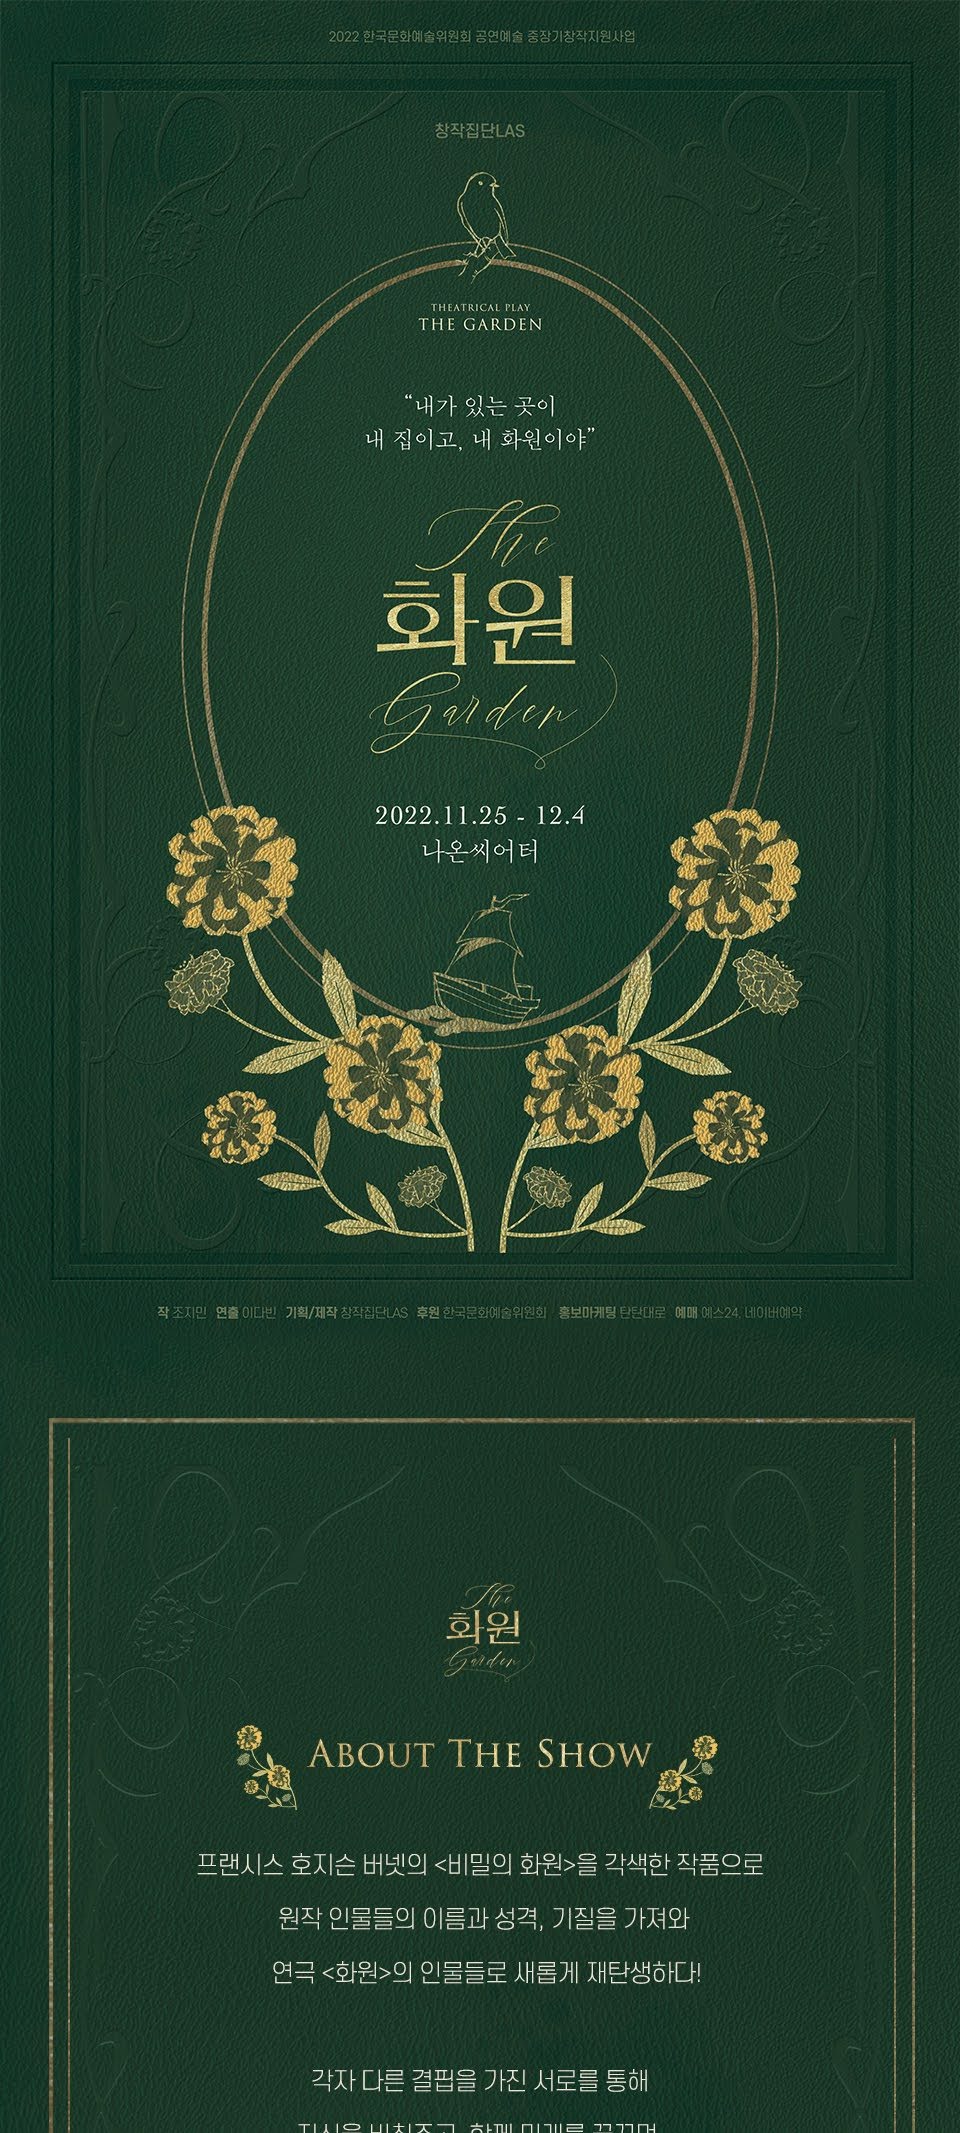 2022 한국문화예술위원회 공연예술 중장기창작지원사업
창작집단LAS
THEATRICAL PLAY
THE GARDEN
“내가 있는 곳이
내 집이고, 내 화원이야”
The
화원
Garden
2022.11.25 - 12.4
나온씨어터
작 조지민 연출 이다빈 기획/제작 창작집단LAS 후원 한국문화예술위원회 홍보마케팅 탄탄대로 예매 예스24, 네이버예약
The
화원
Garden
ABOUT THE SHOW
프랜시스 호지슨 버넷의 <비밀의 화원>을 각색한 작품으로
원작 인물들의 이름과 성격, 기질을 가져와
연극 <화원>의 인물들로 새롭게 재탄생하다!
각자 다른 결핍을 가진 서로를 통해